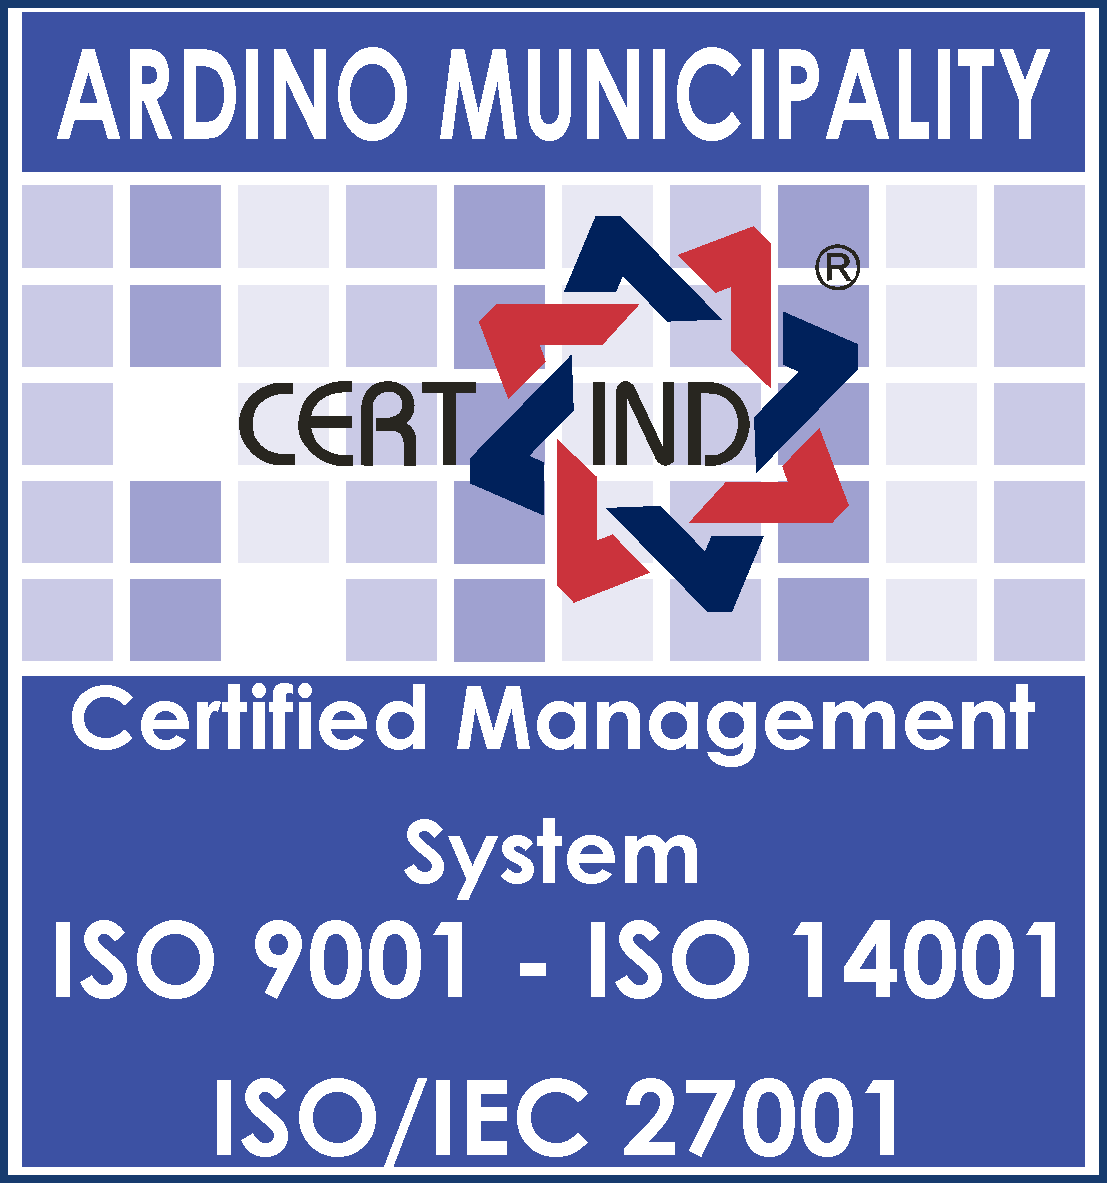 ARDINO MUNICIPALITY
®
CERT IND
Certified Management
System
ISO 9001 - ISO 14001
ISO/IEC 27001